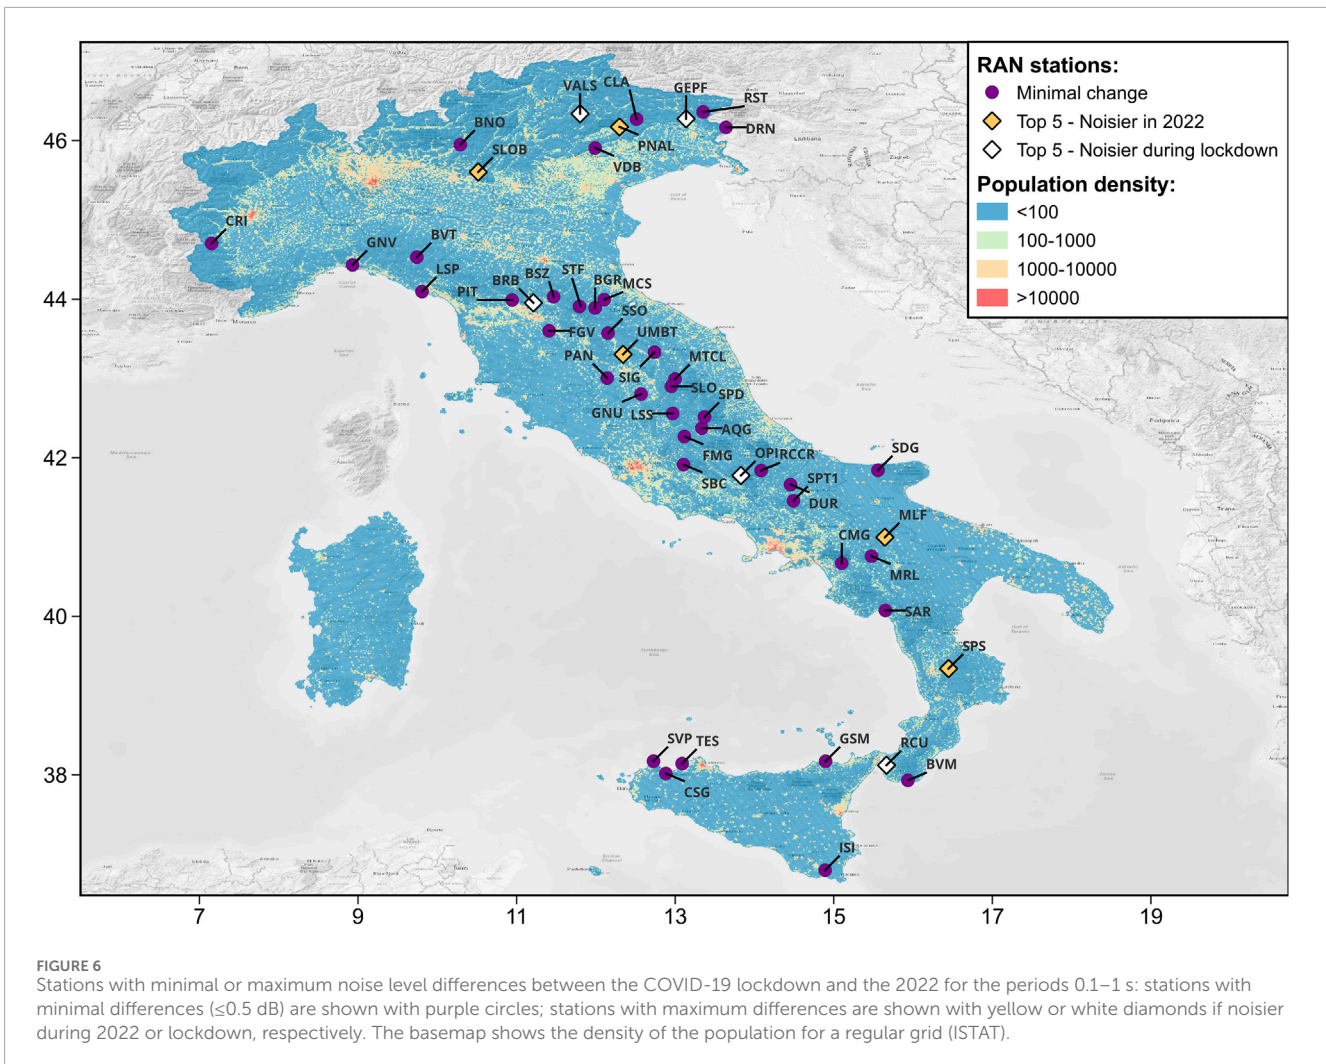 RAN stations:
Minimal change
Top 5 - Noisier in 2022
Top 5 - Noisier during lockdown
Population density:
<100
100-1000
1000-10000
>10000
VALS
CLA
GEPF
RST
DRN
BNO
SLOB
PNAL
VDB
CRI
GNV
BVT
LSP
PIT
BRB
BSZ
STF
BGR
MCS
SSO
FGV
UMBT
PAN
SIG
MTCL
SLO
GNU
LSS
SPD
AQG
FMG
SBC
OPI
RCCR
SPT1
DUR
SDG
MLF
CMG
MRL
SAR
SPS
SVP
TES
CSG
GSM
RCU
BVM
ISI
46
44
42
40
38
7
9
11
13
15
17
19
FIGURE 6
Stations with minimal or maximum noise level differences between the COVID-19 lockdown and the 2022 for the periods 0.1–1 s: stations with
minimal differences (≤0.5 dB) are shown with purple circles; stations with maximum differences are shown with yellow or white diamonds if noisier
during 2022 or lockdown, respectively. The basemap shows the density of the population for a regular grid (ISTAT).